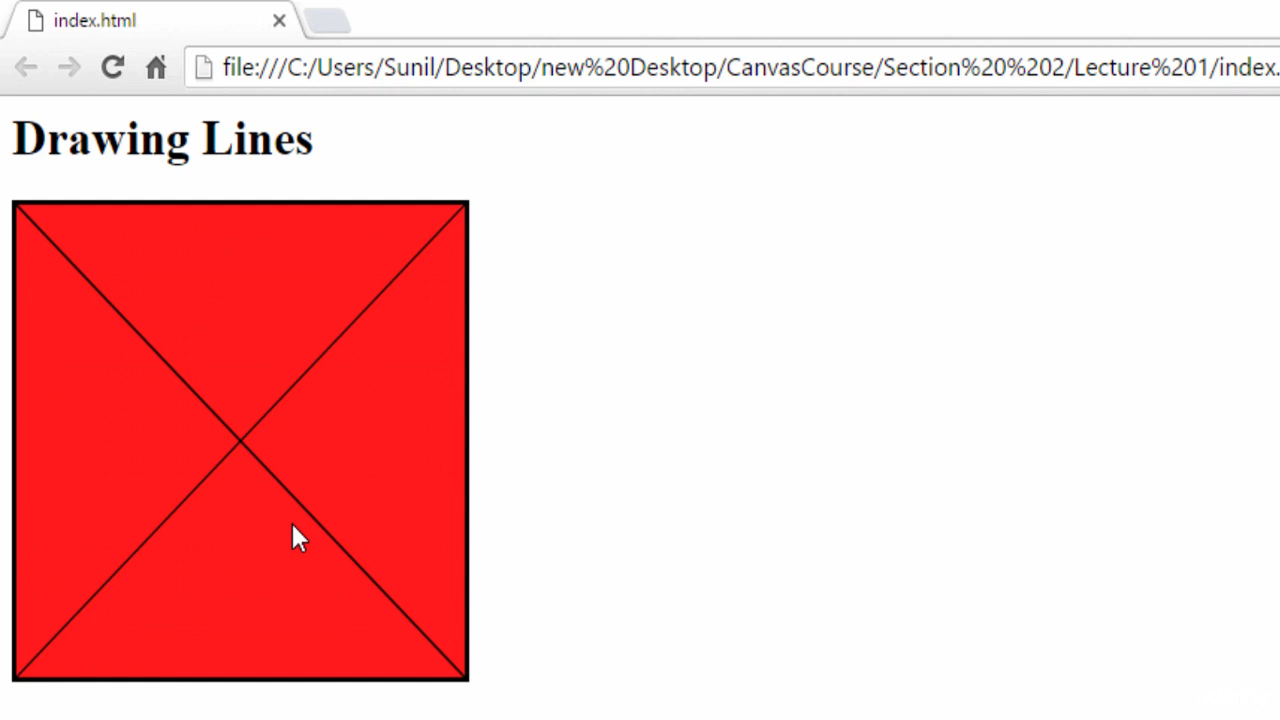 index.html
file:///C:/Users/Sunil/Desktop/new%20Desktop/CanvasCourse/Section%20%202/Lecture%201/index.
Drawing Lines